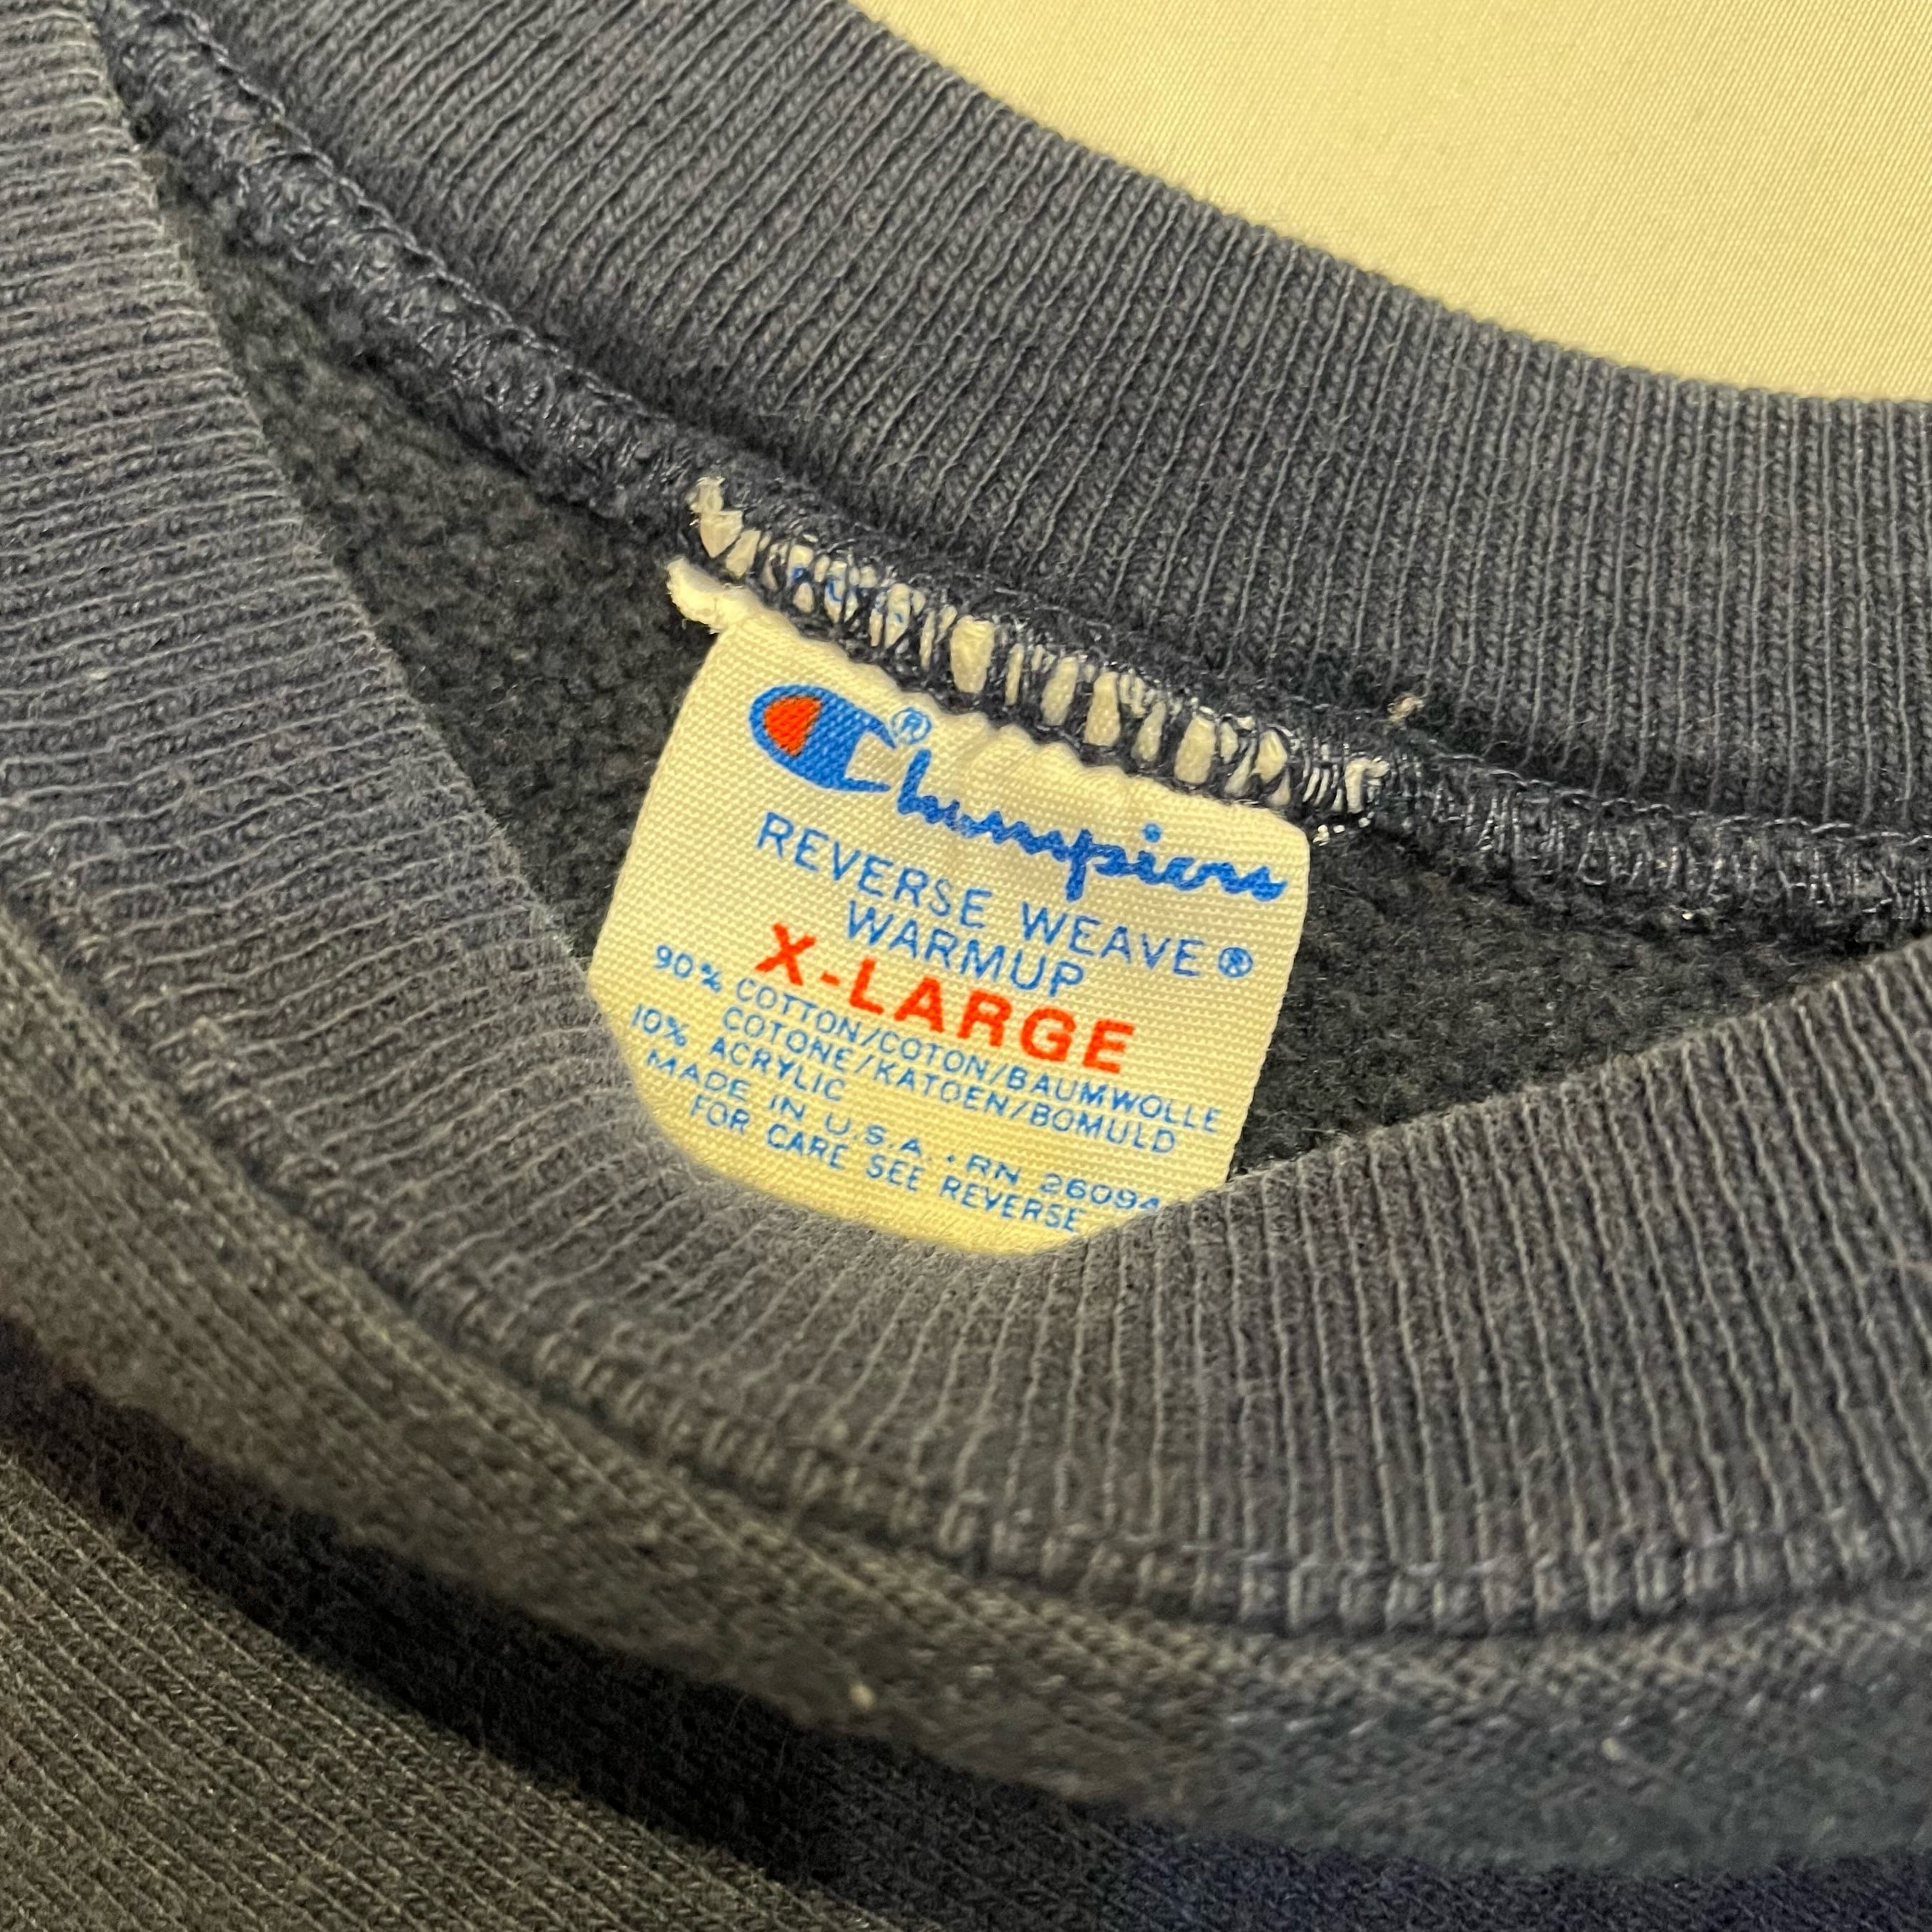 Champion®
REVERSE WEAVE®
WARMUP
X-LARGE
90% COTTON/COTON/BAUMWOLLE
COTONE/KATOEN/BOMULD
10% ACRYLIC
MADE IN U.S.A. • RN 26094
FOR CARE SEE REVERSE